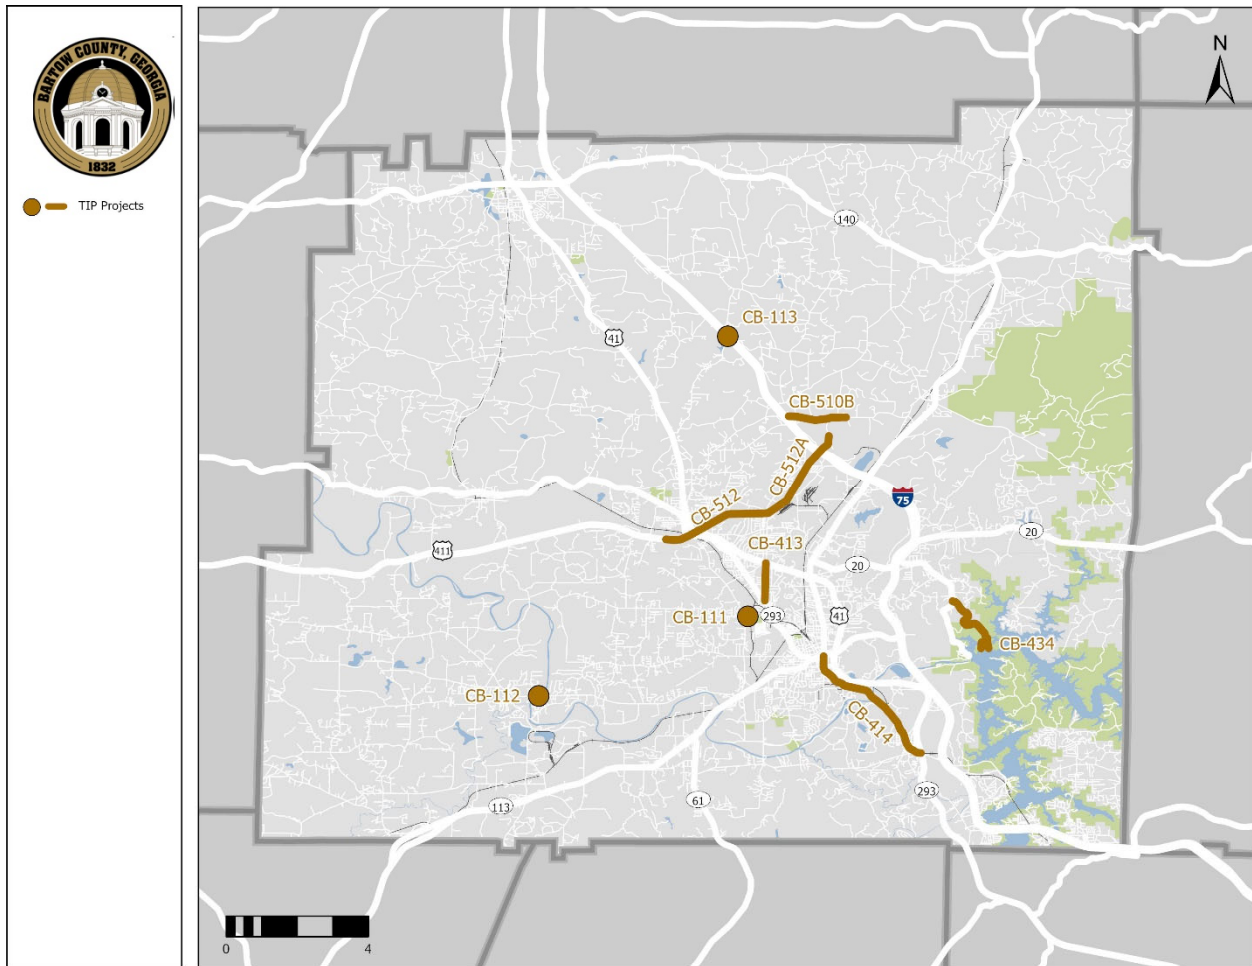 BARTOW COUNTY, GEORGIA
1832
TIP Projects
N
140
CB-113
41
CB-510B
CB-512A
75
CB-512
411
20
CB-413
20
CB-111
293
41
CB-434
CB-112
CB-414
293
113
61
0
4